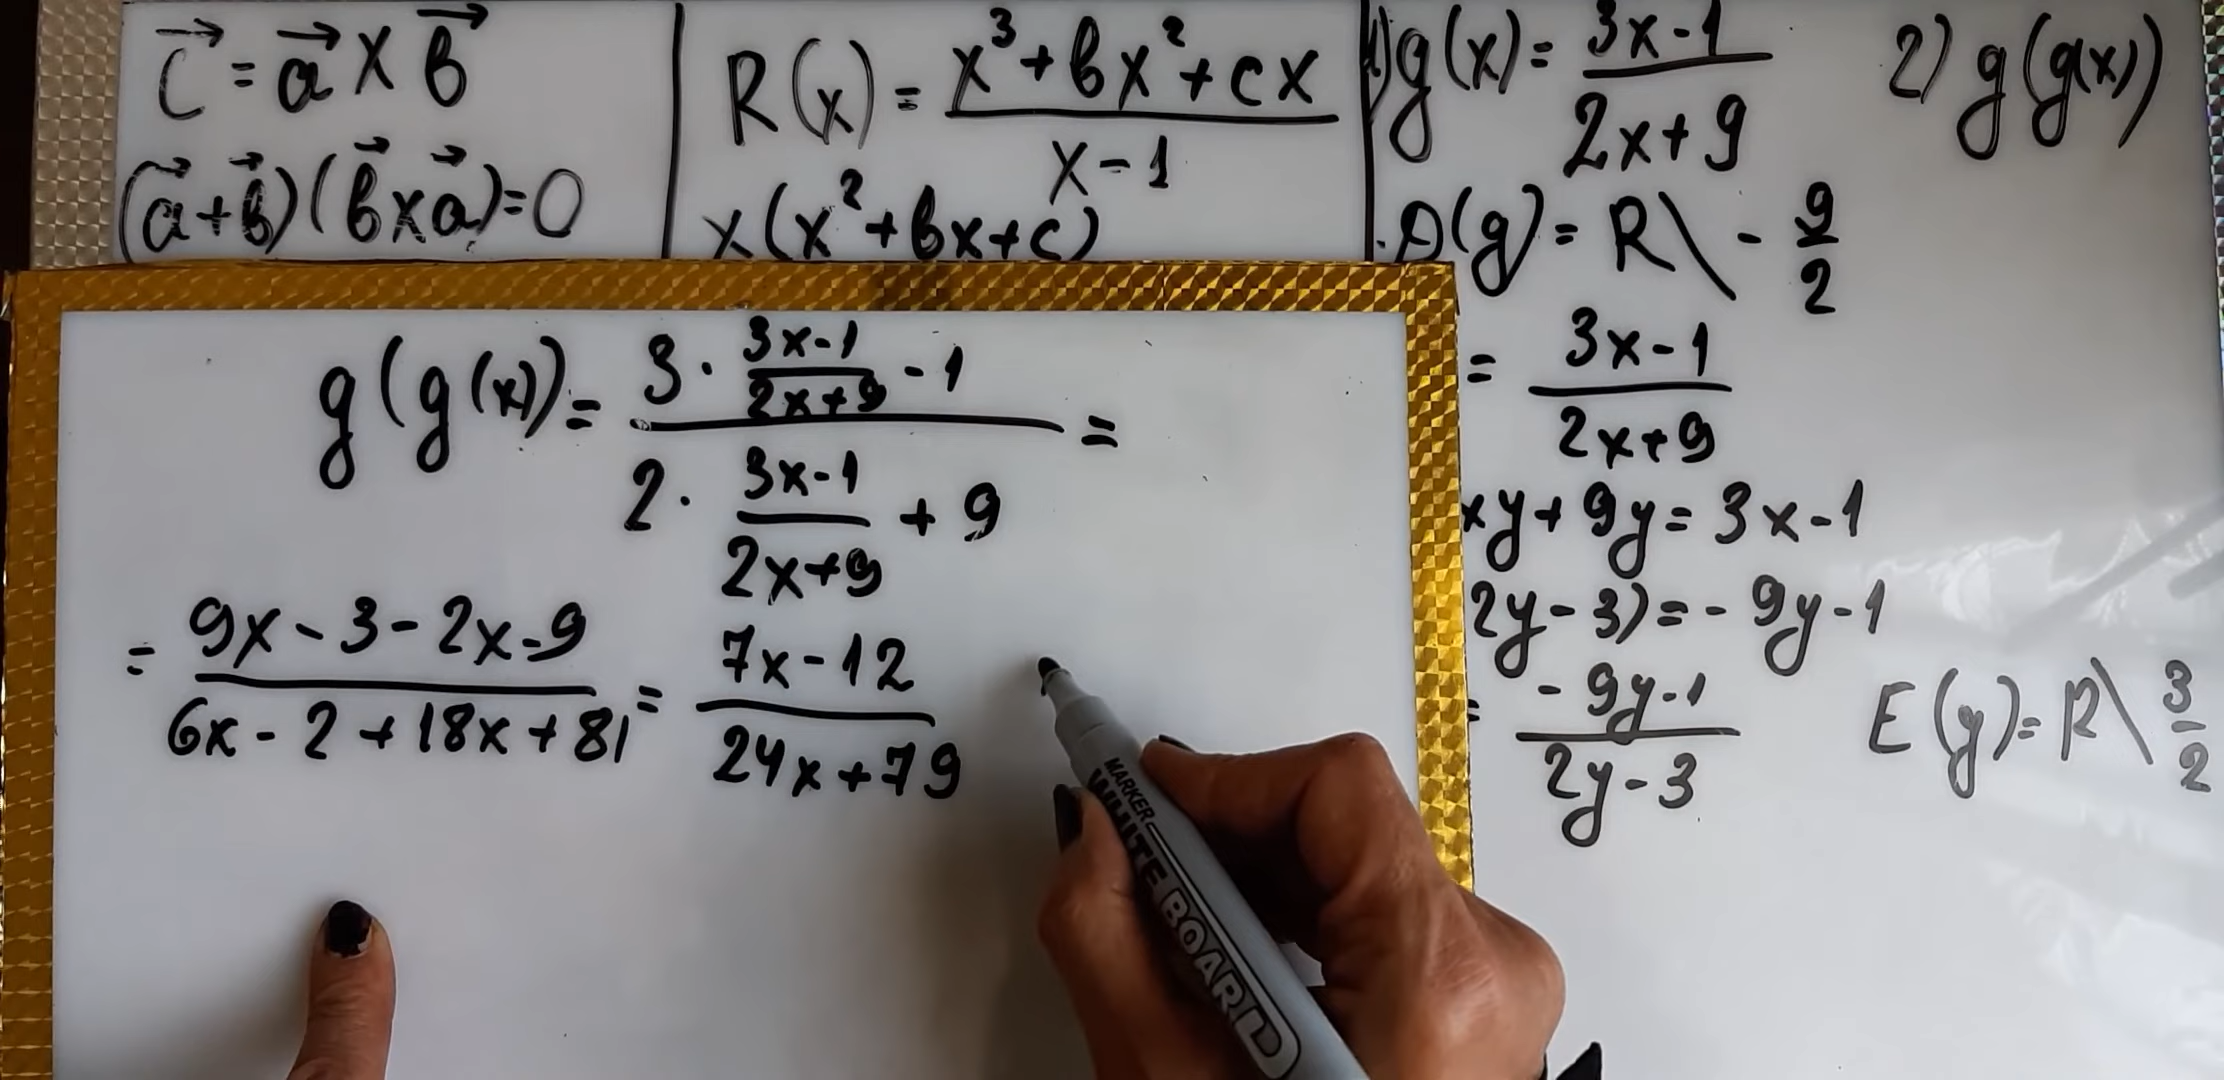 c⃗ = a⃗ × b⃗
(a⃗+b⃗)(b⃗×a⃗)=0
R(x) = (x³+bx²+cx)/(x-1)
x(x²+bx+c)
1) g(x) = (3x-1)/(2x+9)
2) g(g(x))
D(g) = R\ -9/2
= (3x-1)/(2x+9)
xy+9y=3x-1
2y-3)=-9y-1
= (-9y-1)/(2y-3)
E(y)=R\ 3/2
g(g(x))= (3·(3x-1)/(2x+9) -1)/(2·(3x-1)/(2x+9) +9) =
= (9x-3-2x-9)/(6x-2+18x+81) = (7x-12)/(24x+79)
MARKER
WHITE BOARD